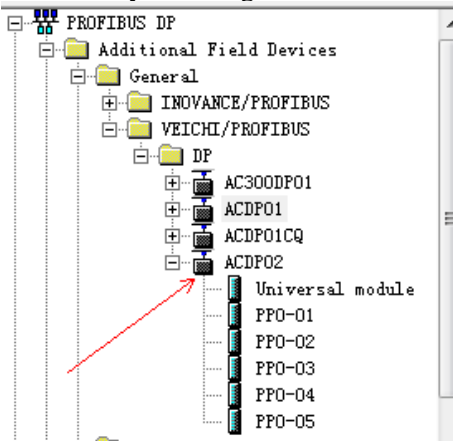 PROFIBUS DP
Additional Field Devices
General
INOVANCE/PROFIBUS
VEICHI/PROFIBUS
DP
AC300DP01
ACDP01
ACDP01CQ
ACDP02
Universal module
PPO-01
PPO-02
PPO-03
PPO-04
PPO-05